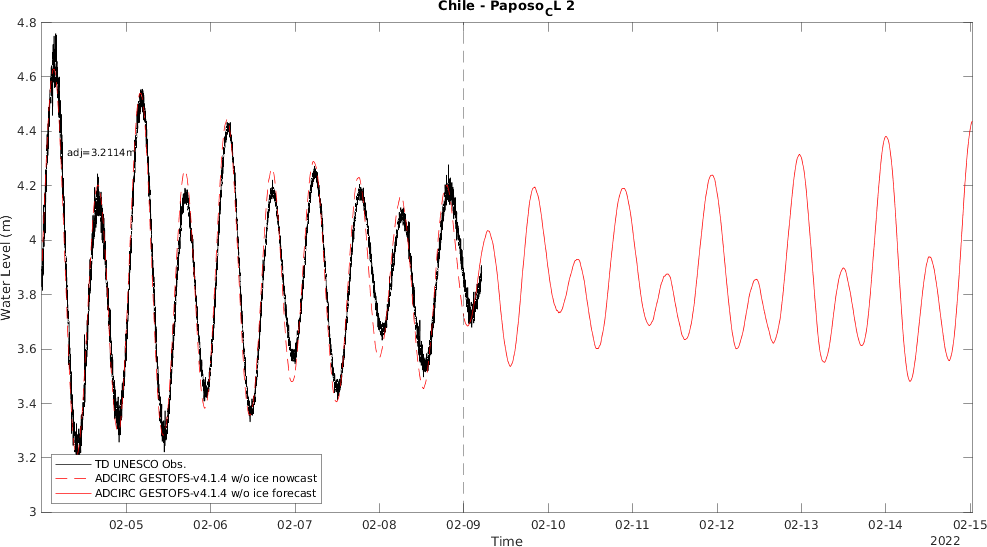 Chile - Paposo_CL 2
4.8
4.6
4.4
4.2
4
3.8
3.6
3.4
3.2
3
Water Level (m)
adj=3.2114m
TD UNESCO Obs.
ADCIRC GESTOFS-v4.1.4 w/o ice nowcast
ADCIRC GESTOFS-v4.1.4 w/o ice forecast
02-05 02-06 02-07 02-08 02-09 02-10 02-11 02-12 02-13 02-14 02-15
Time
2022